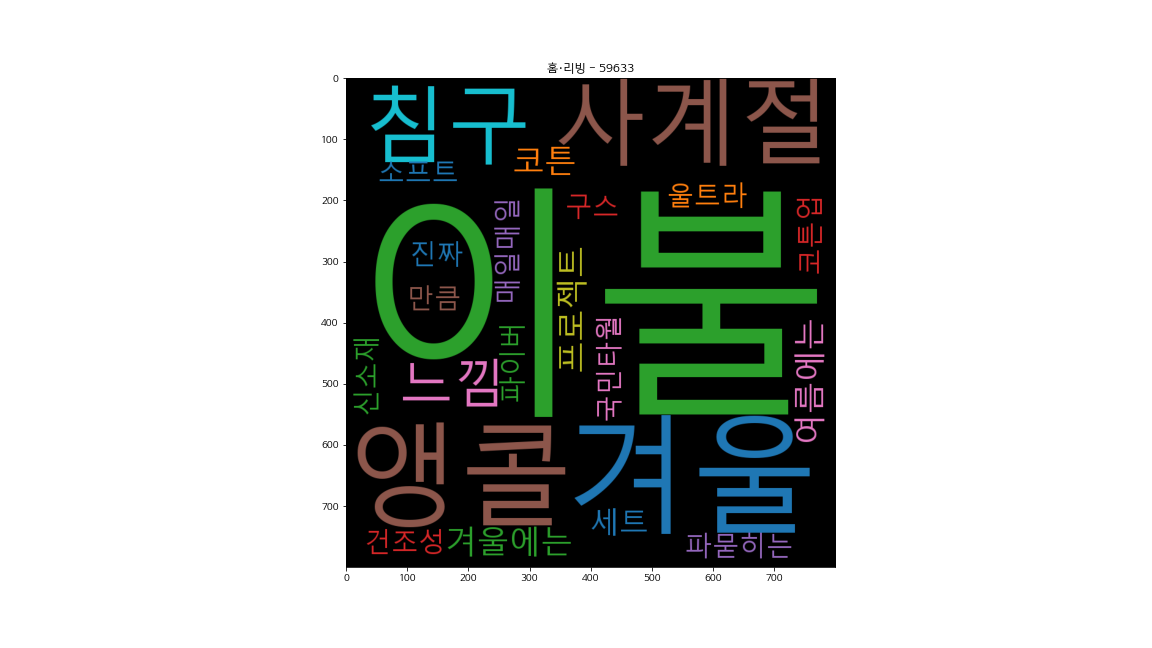 홈·리빙 - 59633
침구 사계절
소프트 코튼
이불
구스 울트라
진짜 매일매일 코튼업
만큼 프로젝트
신소재 느낌 파이버 국민타월 여름에는
앵콜 겨울
세트
건조성 겨울에는 파묻히는
0
100
200
300
400
500
600
700
0 100 200 300 400 500 600 700